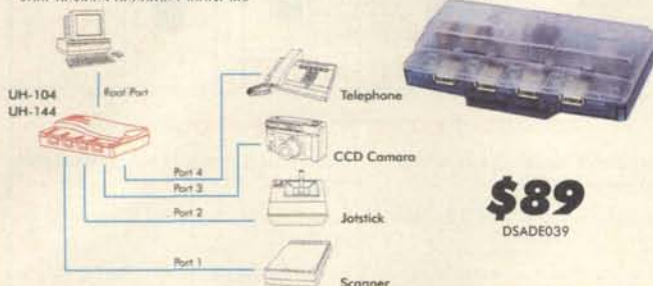 UH-104
UH-144
Root Port
Telephone
CCD Camara
Port 4
Port 3
Port 2
Jotstick
Port 1
Scanner
$89
DSADE039